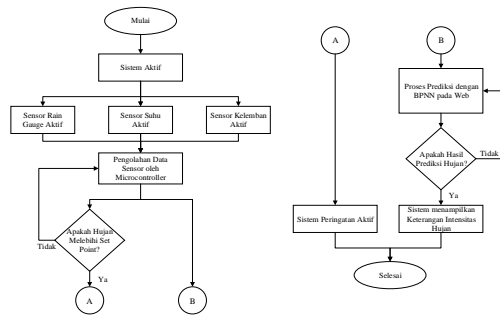 Mulai
Sistem Aktif
Sensor Rain
Gauge Aktif
Sensor Suhu
Aktif
Sensor Kelemban
Aktif
Pengolahan Data
Sensor oleh
Microcontroller
Apakah Hujan
Melebihi Set
Point?
Tidak
Ya
A
B
A
B
Proses Prediksi dengan
BPNN pada Web
Apakah Hasil
Prediksi Hujan?
Tidak
Ya
Sistem Peringatan Aktif
Sistem menampilkan
Keterangan Intensitas
Hujan
Selesai